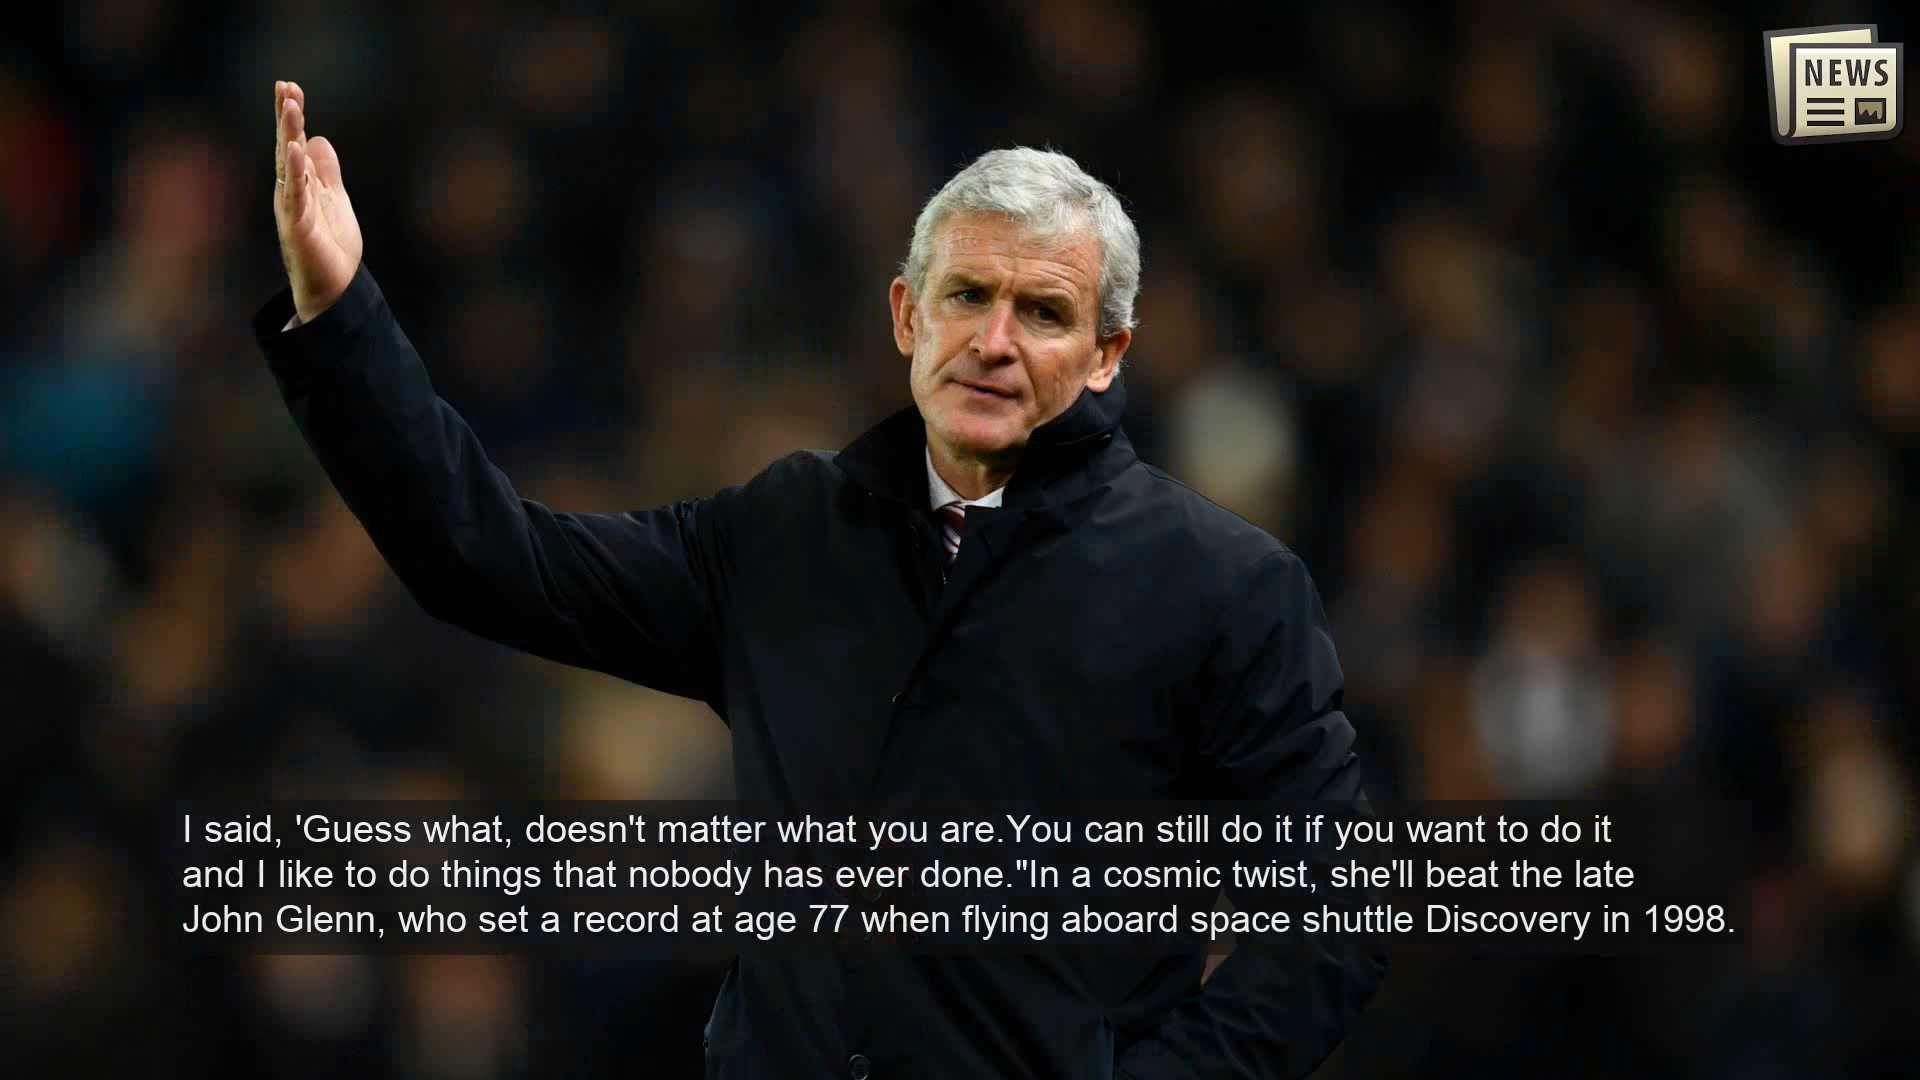 NEWS
I said, 'Guess what, doesn't matter what you are.You can still do it if you want to do it
and I like to do things that nobody has ever done."In a cosmic twist, she'll beat the late
John Glenn, who set a record at age 77 when flying aboard space shuttle Discovery in 1998.